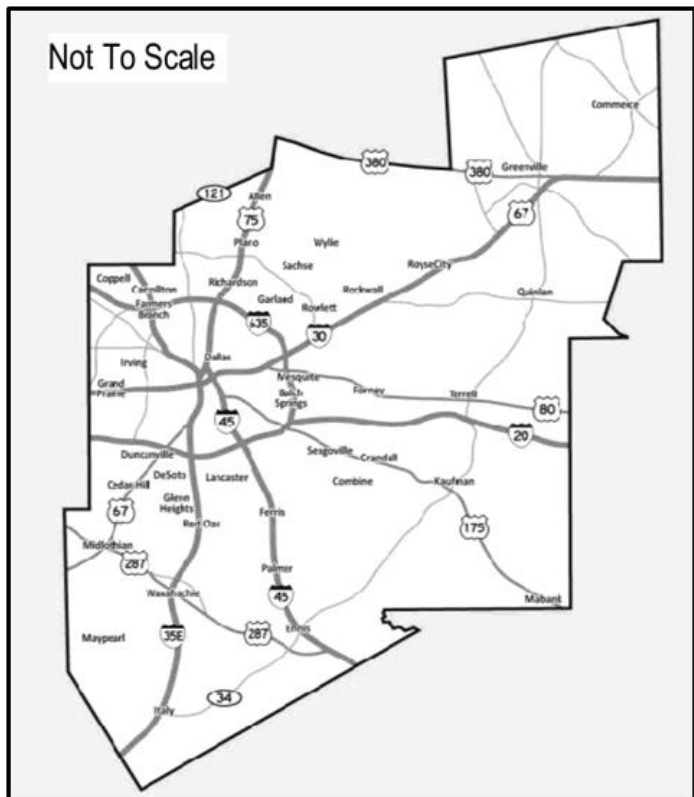 Not To Scale
Commerce
380
380
Greenville
121
Allen
75
67
Plano
Wylie
Sachse
RoyseCity
Coppell
Carrollton
Richardson
Rockwall
Quinlan
Farmers
Branch
Garland
Rowlett
635
30
Irving
Dallas
Mesquite
Grand
Prairie
Balch
Springs
Forney
Terrell
80
45
20
Duncanville
Seagoville
Crandall
DeSoto
Lancaster
Cedar Hill
Combine
Kaufman
Glenn
Heights
67
Ferris
Red Oak
175
Midlothian
287
Palmer
Waxahachie
45
Mabank
Maypearl
35E
287
Ennis
34
Italy